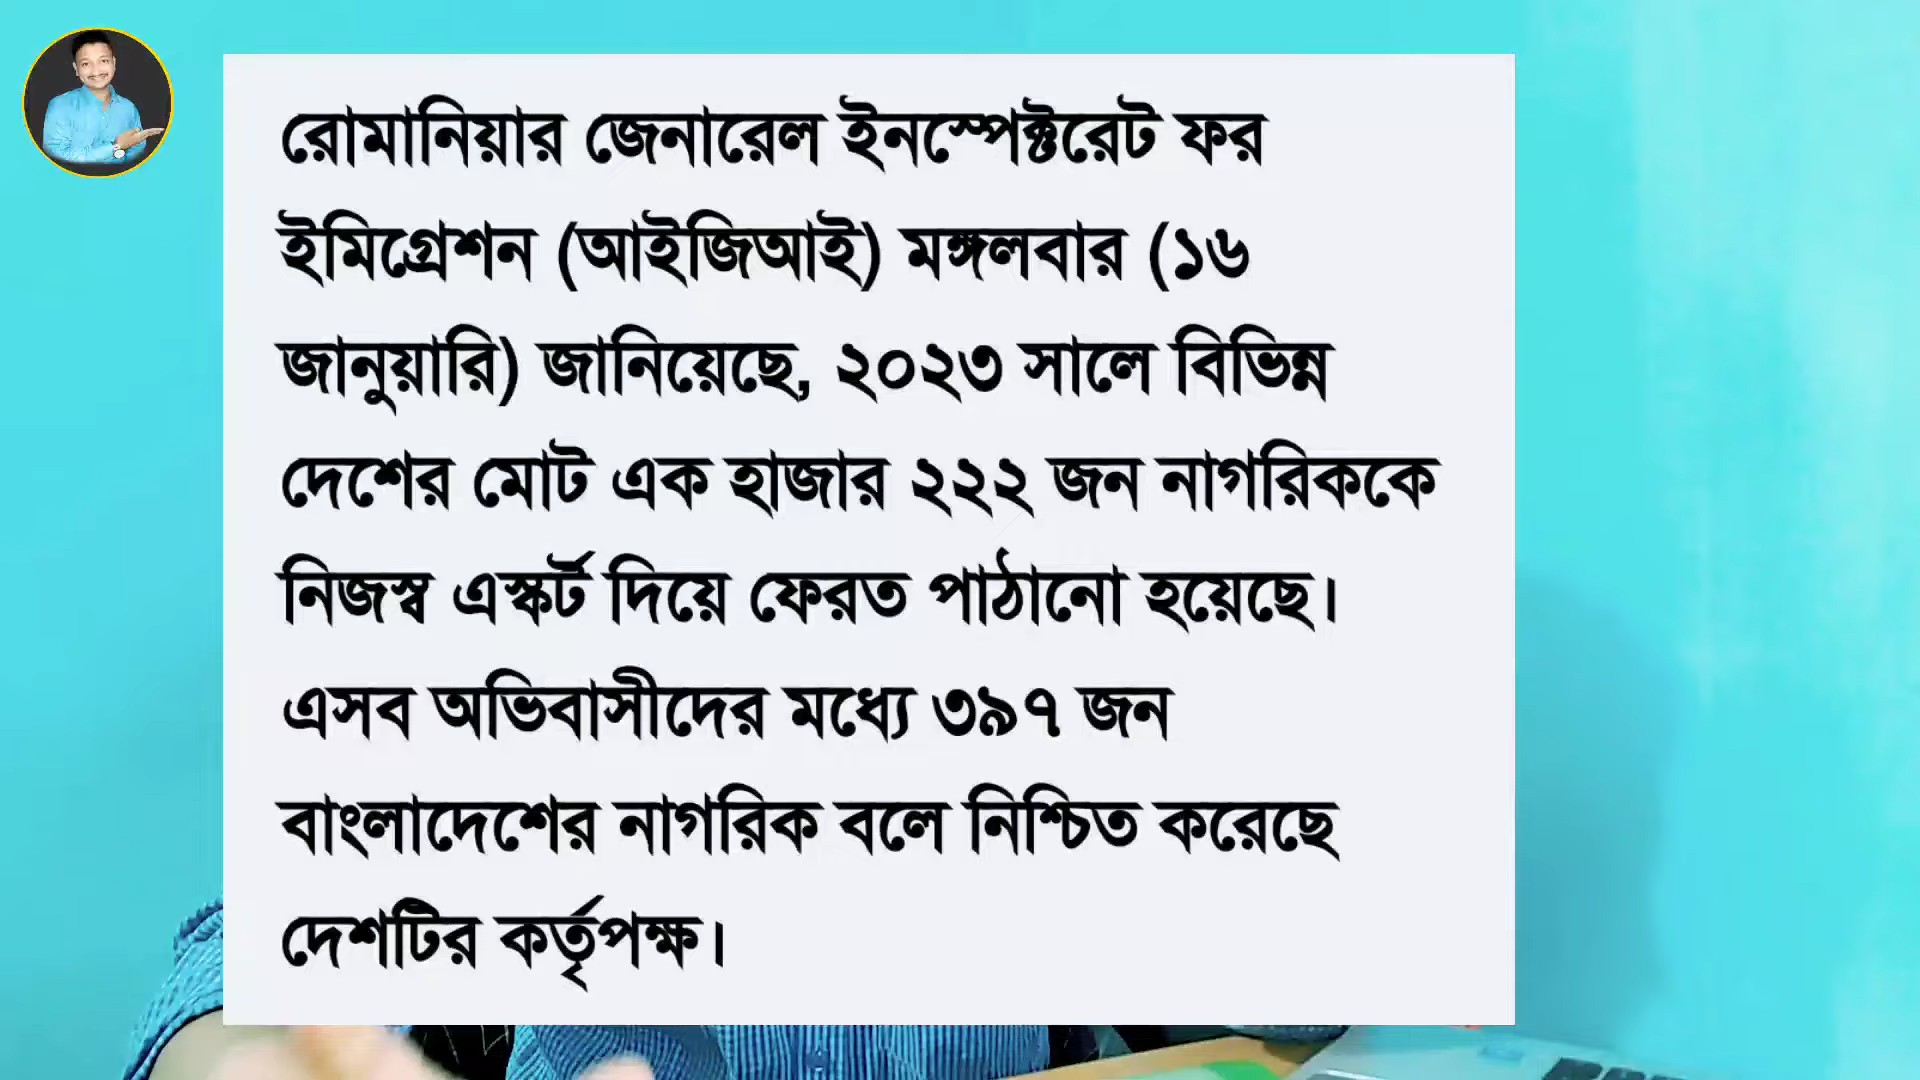 রোমানিয়ার জেনারেল ইনস্পেক্টরেট ফর
ইমিগ্রেশন (আইজিআই) মঙ্গলবার (১৬
জানুয়ারি) জানিয়েছে, ২০২৩ সালে বিভিন্ন
দেশের মোট এক হাজার ২২২ জন নাগরিককে
নিজস্ব এস্কর্ট দিয়ে ফেরত পাঠানো হয়েছে।
এসব অভিবাসীদের মধ্যে ৩৯৭ জন
বাংলাদেশের নাগরিক বলে নিশ্চিত করেছে
দেশটির কর্তৃপক্ষ।